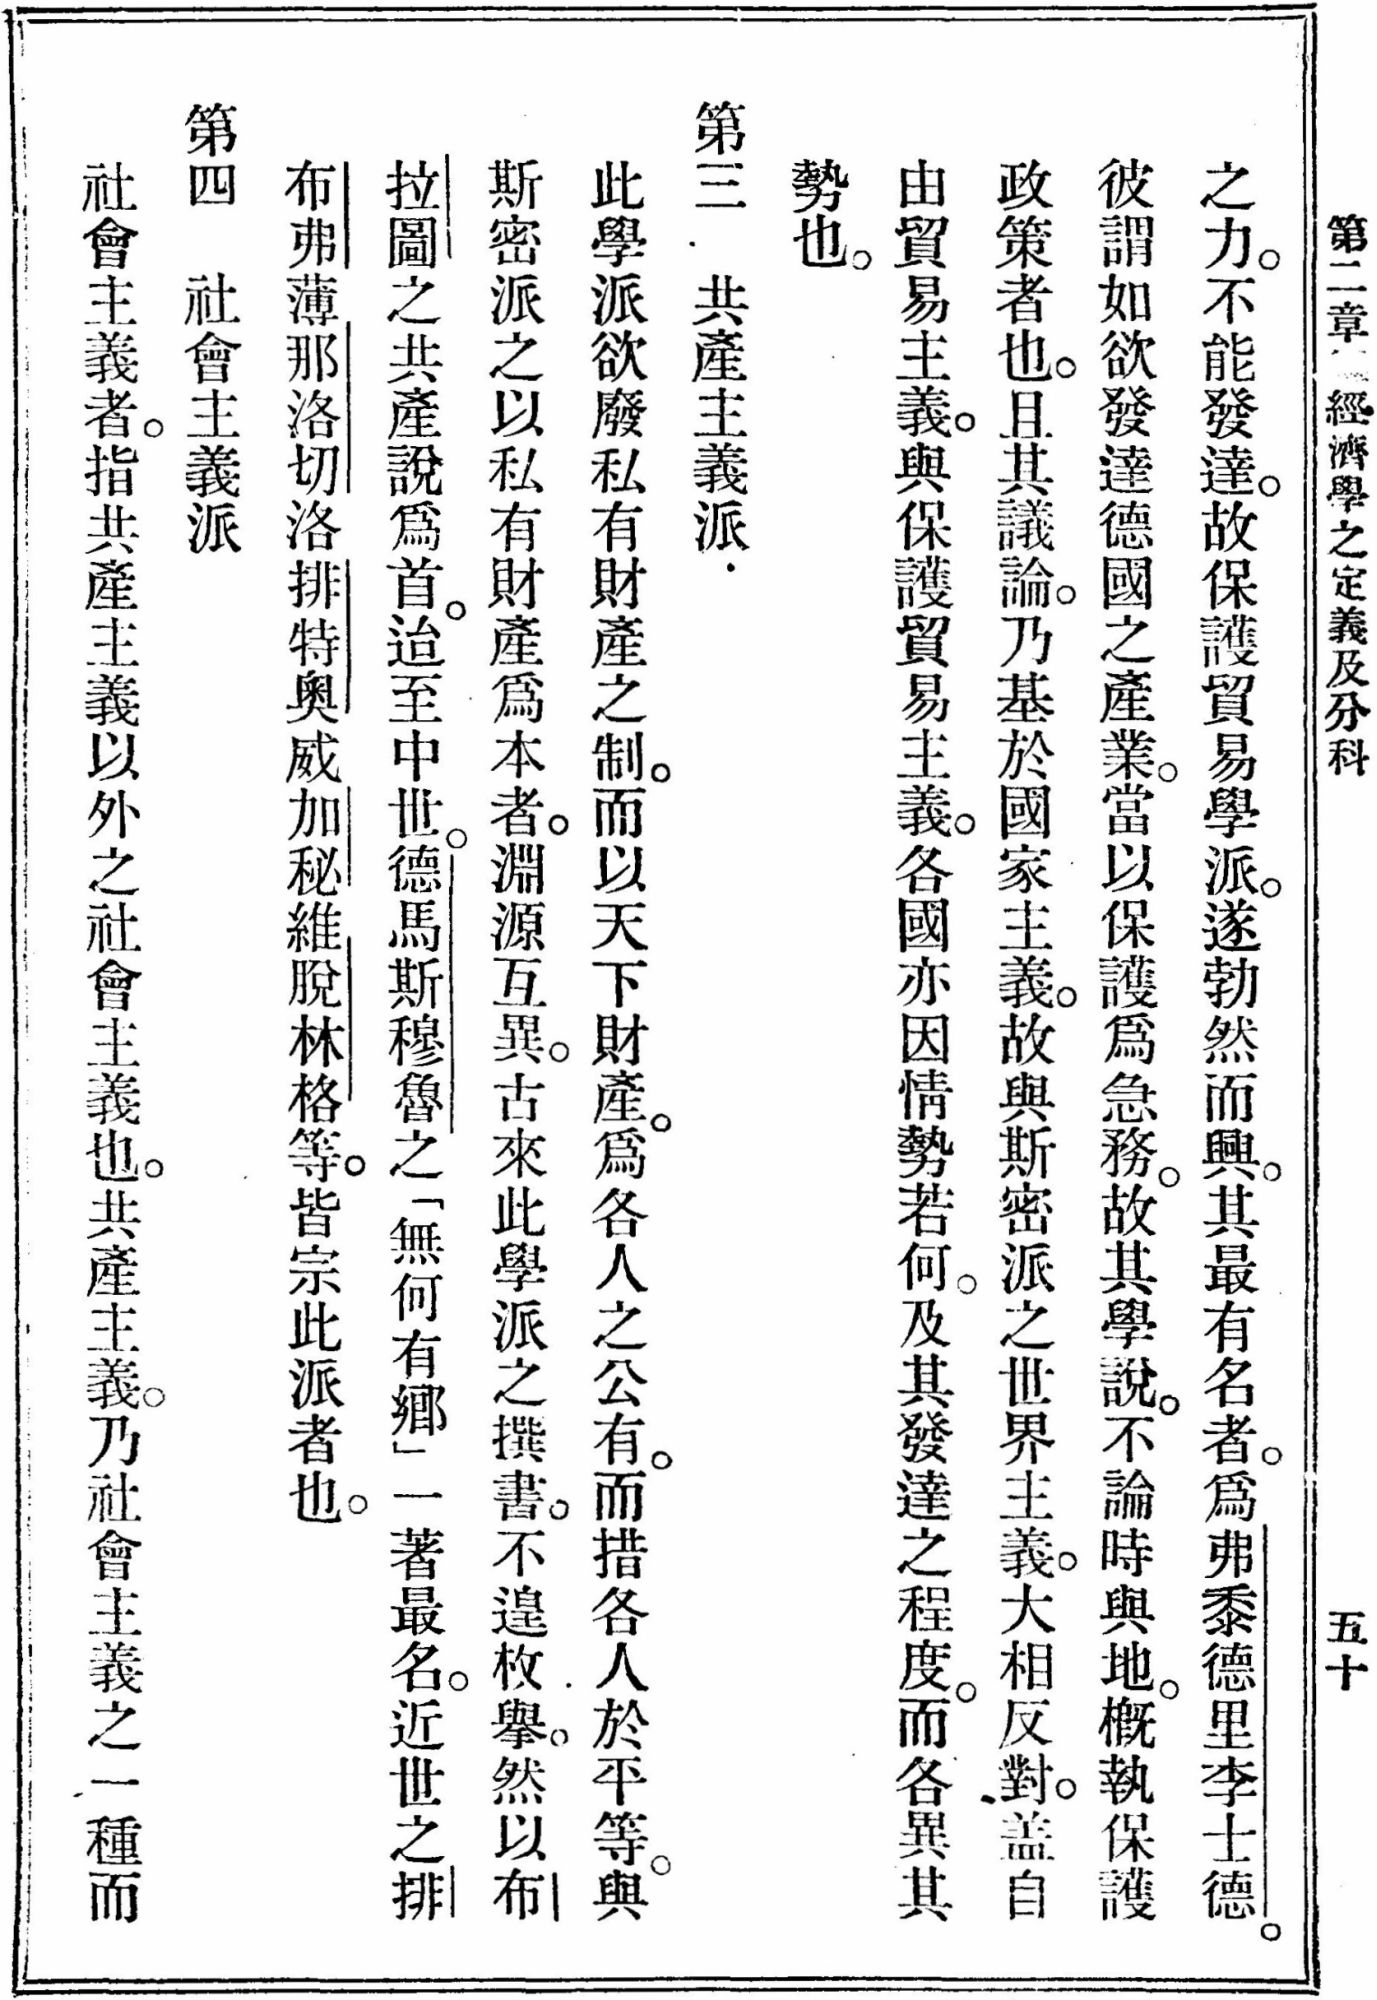 第二章 經濟學之定義及分科 五十
之力。不能發達。故保護貿易學派。遂勃然而興。其最有名者。爲弗黍德里李士德。
彼謂如欲發達德國之產業。當以保護爲急務。故其學說。不論時與地。概執保護
政策者也。且其議論。乃基於國家主義。故與斯密派之世界主義。大相反對。蓋自
由貿易主義。與保護貿易主義。各國亦因情勢若何。及其發達之程度。而各異其
勢也。
第三 共產主義派
此學派欲廢私有財產之制。而以天下財產。爲各人之公有。而措各人於平等。與
斯密派之以私有財產爲本者。淵源互異。古來此學派之撰書。不遑枚擧。然以布
拉圖之共產說爲首。迨至中世。德馬斯穆魯之「無何有鄉」一著最名。近世之排
布弗薄那洛切洛排特奧威加秘維脫林格等。皆宗此派者也。
第四 社會主義派
社會主義者。指共產主義以外之社會主義也。共產主義。乃社會主義之一種而